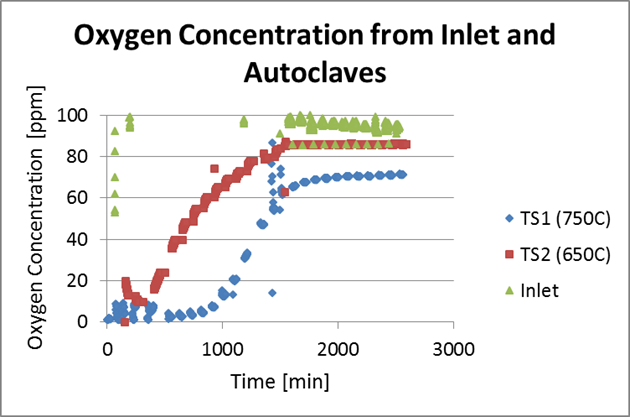 Oxygen Concentration from Inlet and
Autoclaves
Oxygen Concentration [ppm]
100
80
60
40
20
0
0
1000
2000
3000
Time [min]
TS1 (750C)
TS2 (650C)
Inlet